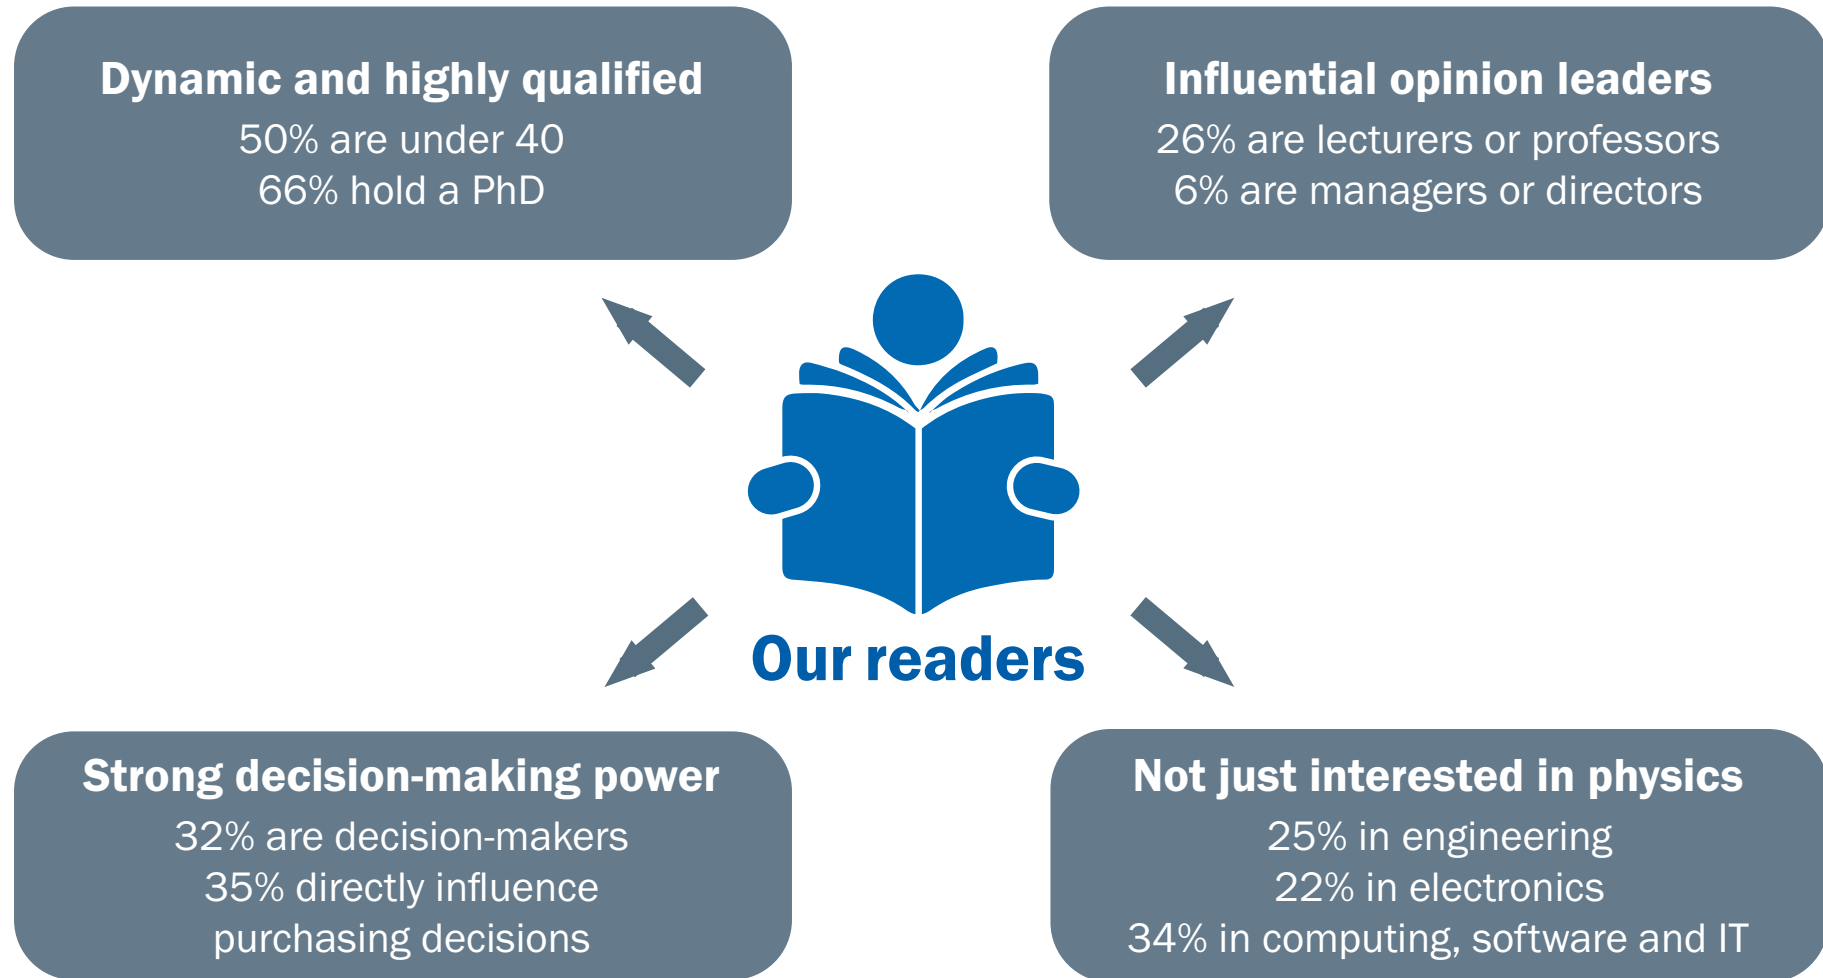 Dynamic and highly qualified
50% are under 40
66% hold a PhD
Influential opinion leaders
26% are lecturers or professors
6% are managers or directors
Our readers
Strong decision-making power
32% are decision-makers
35% directly influence
purchasing decisions
Not just interested in physics
25% in engineering
22% in electronics
34% in computing, software and IT